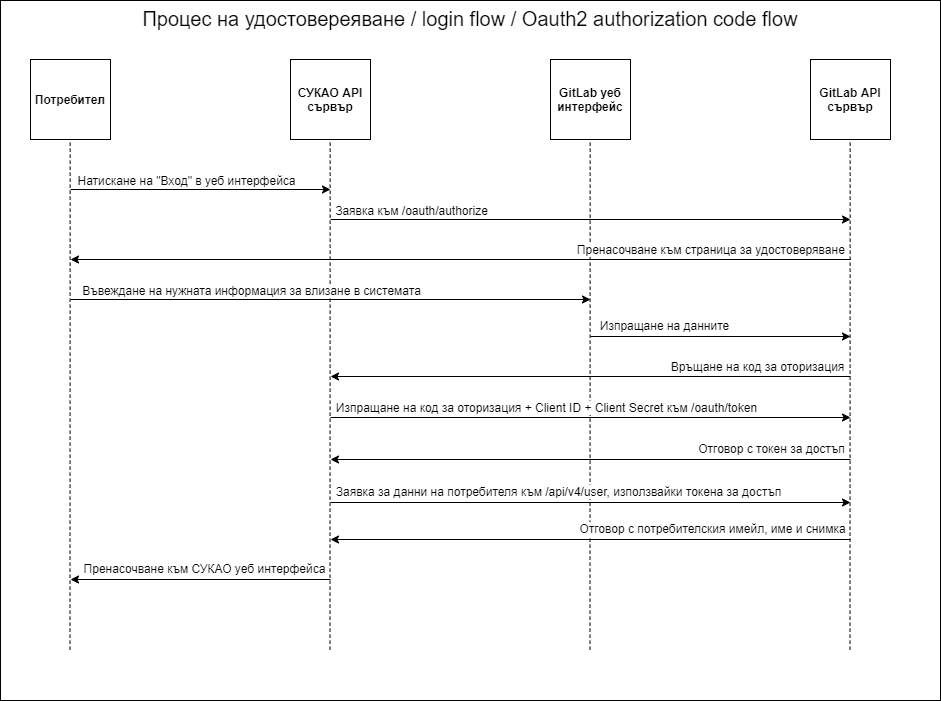 Процес на удостовереяване / login flow / Oauth2 authorization code flow
Потребител
СУКАО API
сървър
GitLab уеб
интерфейс
GitLab API
сървър
Натискане на "Вход" в уеб интерфейса
Заявка към /oauth/authorize
Пренасочване към страница за удостоверяване
Въвеждане на нужната информация за влизане в системата
Изпращане на данните
Връщане на код за оторизация
Изпращане на код за оторизация + Client ID + Client Secret към /oauth/token
Отговор с токен за достъп
Заявка за данни на потребителя към /api/v4/user, използвайки токена за достъп
Отговор с потребителския имейл, име и снимка
Пренасочване към СУКАО уеб интерфейса